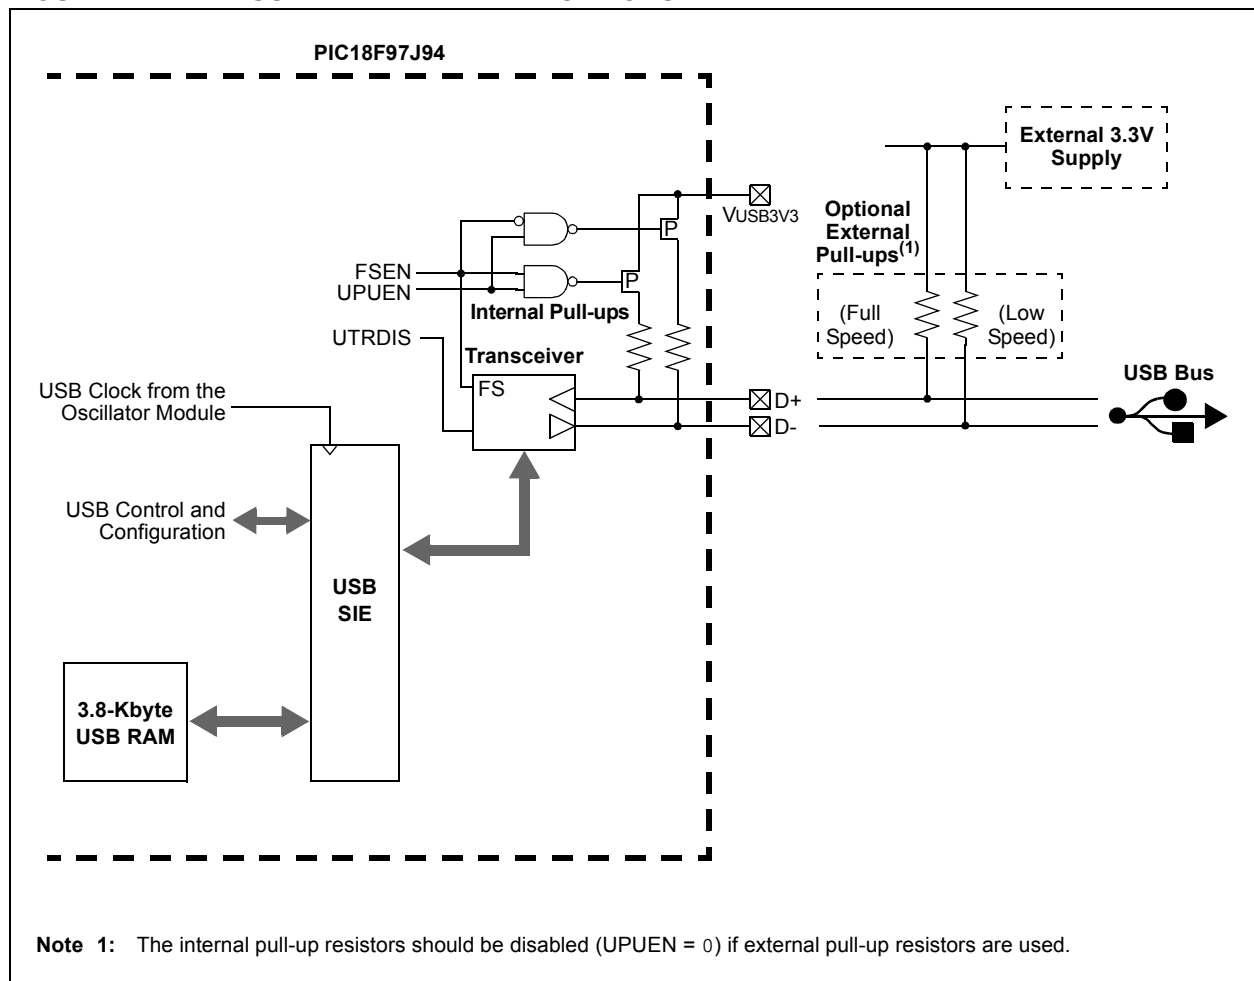 PIC18F97J94
External 3.3V
Supply
VUSB3V3
Optional
External
Pull-ups(1)
P
FSEN
UPUEN
P
Internal Pull-ups
(Full
Speed)
(Low
Speed)
UTRDIS
Transceiver
FS
USB Clock from the
Oscillator Module
D+
D-
USB Bus
USB Control and
Configuration
USB
SIE
3.8-Kbyte
USB RAM
Note 1: The internal pull-up resistors should be disabled (UPUEN = 0) if external pull-up resistors are used.